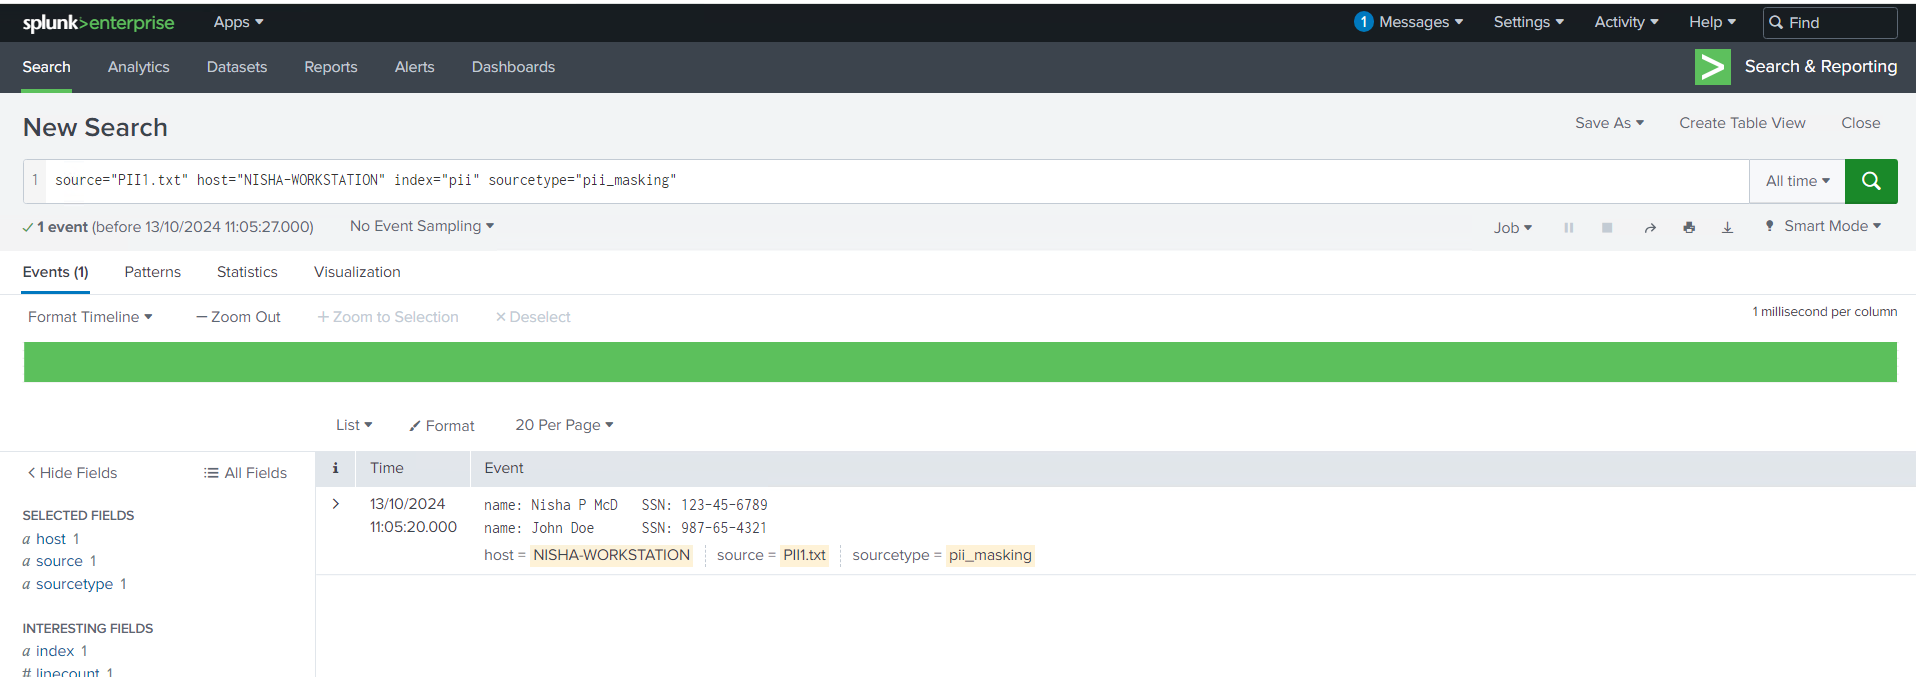 splunk>enterprise Apps 1 Messages Settings Activity Help Find
Search Analytics Datasets Reports Alerts Dashboards > Search & Reporting
New Search Save As Create Table View Close
1 source="PII1.txt" host="NISHA-WORKSTATION" index="pii" sourcetype="pii_masking" All time
✓ 1 event (before 13/10/2024 11:05:27.000) No Event Sampling Job Smart Mode
Events (1) Patterns Statistics Visualization
Format Timeline — Zoom Out + Zoom to Selection × Deselect 1 millisecond per column
List Format 20 Per Page
< Hide Fields All Fields
i Time Event
SELECTED FIELDS
a host 1
a source 1
a sourcetype 1
INTERESTING FIELDS
a index 1
# linecount 1
> 13/10/2024 name: Nisha P McD SSN: 123-45-6789
11:05:20.000 name: John Doe SSN: 987-65-4321
host = NISHA-WORKSTATION source = PII1.txt sourcetype = pii_masking